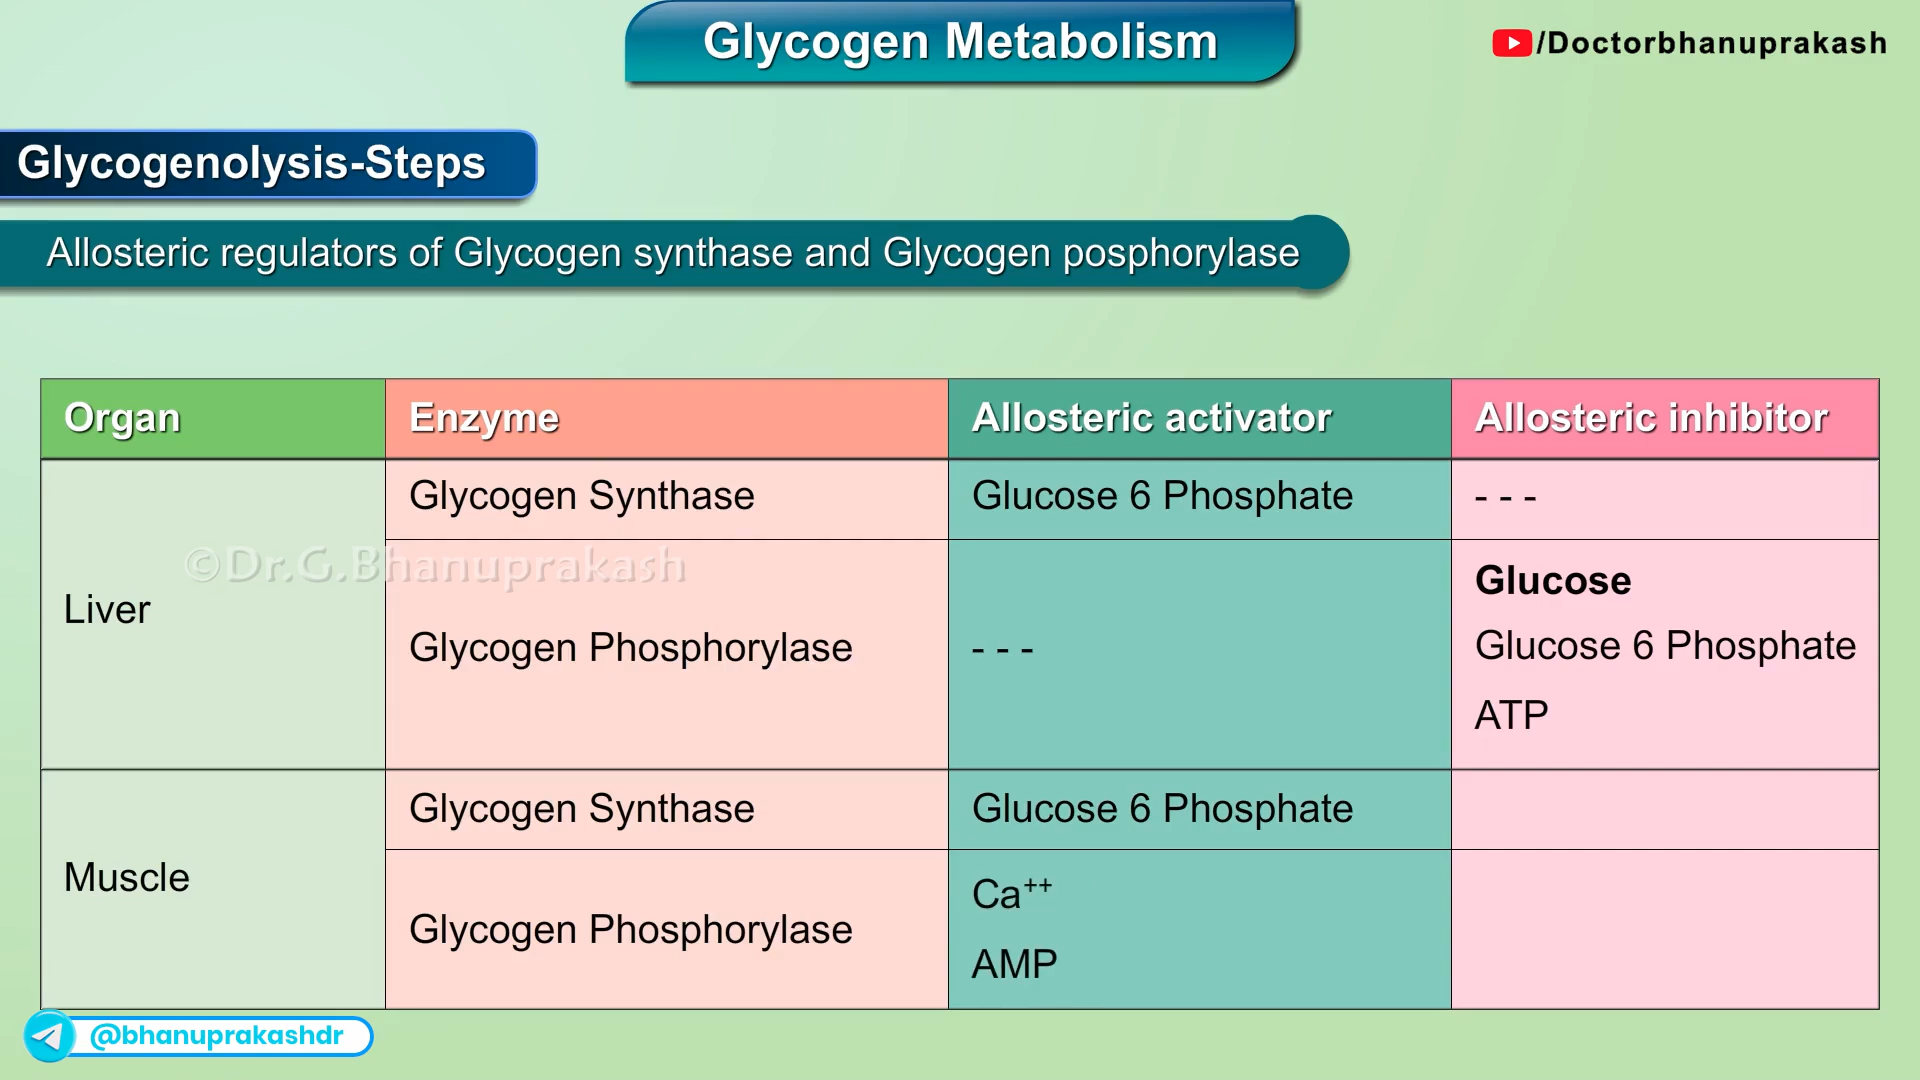 Glycogen Metabolism
/Doctorbhanuprakash
Glycogenolysis-Steps
Allosteric regulators of Glycogen synthase and Glycogen posphorylase
Organ
Enzyme
Allosteric activator
Allosteric inhibitor
Liver
Glycogen Synthase
Glucose 6 Phosphate
- - -
Glycogen Phosphorylase
- - -
Glucose
Glucose 6 Phosphate
ATP
©Dr.G.Bhanuprakash
Muscle
Glycogen Synthase
Glucose 6 Phosphate
Glycogen Phosphorylase
Ca++
AMP
@bhanuprakashdr